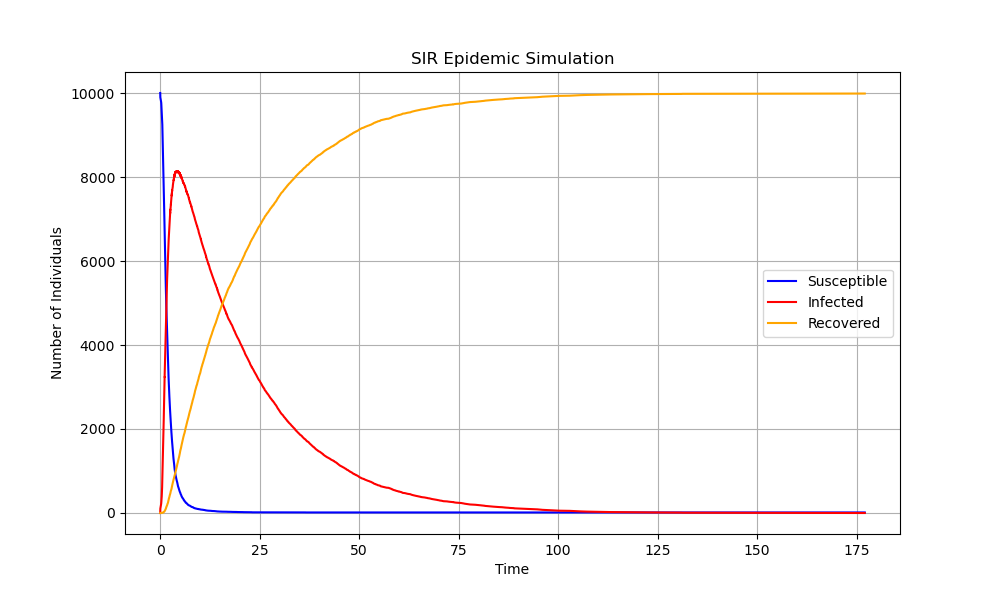 SIR Epidemic Simulation
Number of Individuals
10000
8000
6000
4000
2000
0
Susceptible
Infected
Recovered
0 25 50 75 100 125 150 175
Time